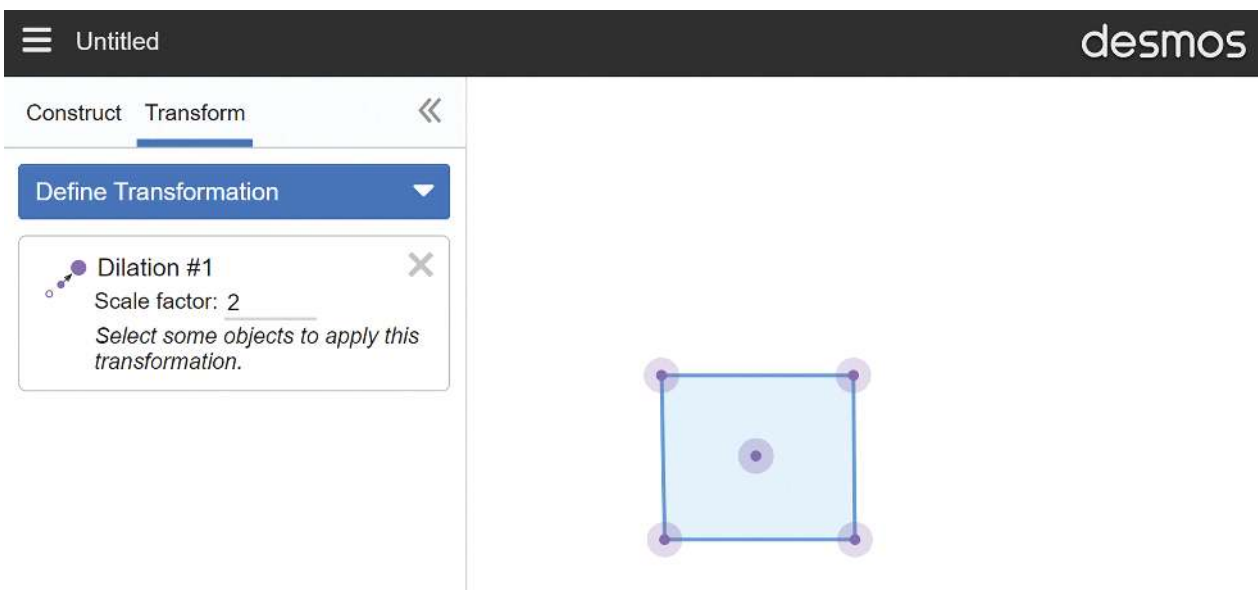 Untitled
desmos
Construct Transform
Define Transformation
Dilation #1
Scale factor: 2
Select some objects to apply this
transformation.